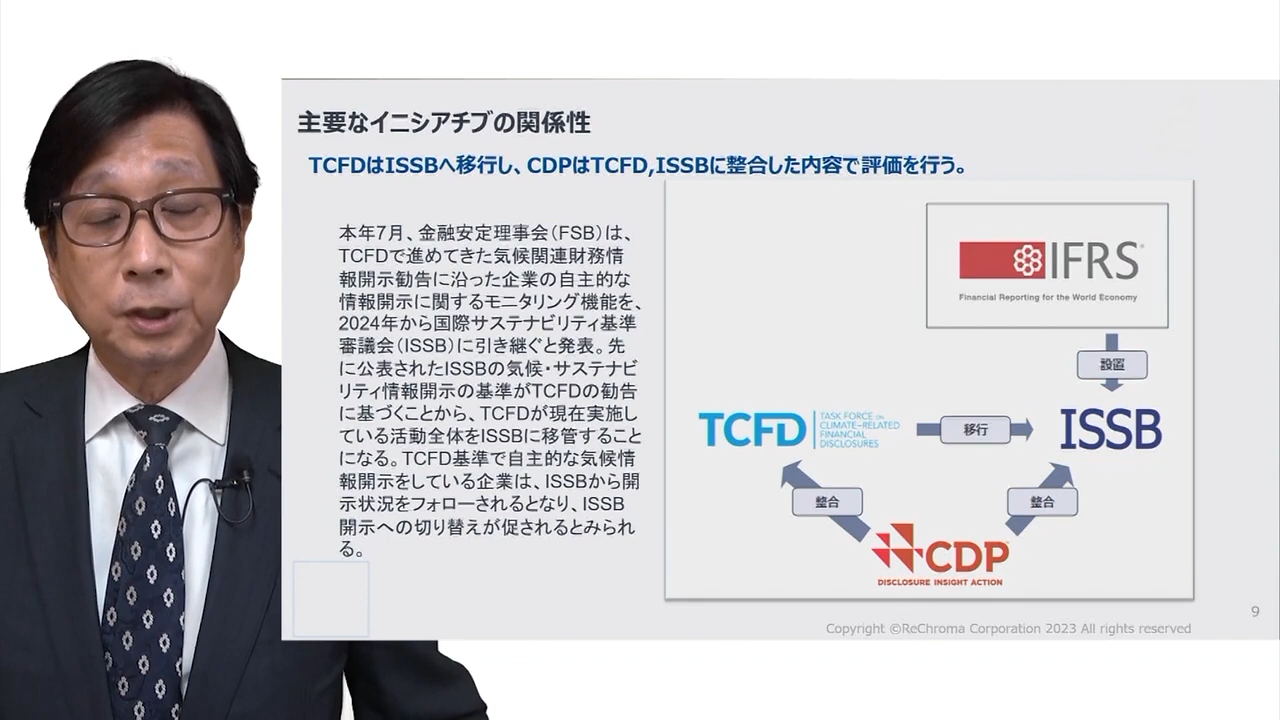 主要なイニシアチブの関係性
TCFDはISSBへ移行し、CDPはTCFD,ISSBに整合した内容で評価を行う。
本年7月、金融安定理事会（FSB）は、
TCFDで進めてきた気候関連財務情
報開示勧告に沿った企業の自主的な
情報開示に関するモニタリング機能を、
2024年から国際サステナビリティ基準
審議会（ISSB）に引き継ぐと発表。先
に公表されたISSBの気候・サステナビ
リティ情報開示の基準がTCFDの勧告
に基づくことから、TCFDが現在実施し
ている活動全体をISSBに移管すること
になる。TCFD基準で自主的な気候情
報開示をしている企業は、ISSBから開
示状況をフォローされるとなり、ISSB
開示への切り替えが促されるとみられ
る。
IFRS
Financial Reporting for the World Economy
設置
TCFD
TASK FORCE ON
CLIMATE-RELATED
FINANCIAL
DISCLOSURES
移行
ISSB
整合
整合
CDP
DISCLOSURE INSIGHT ACTION
9
Copyright ©ReChroma Corporation 2023 All rights reserved